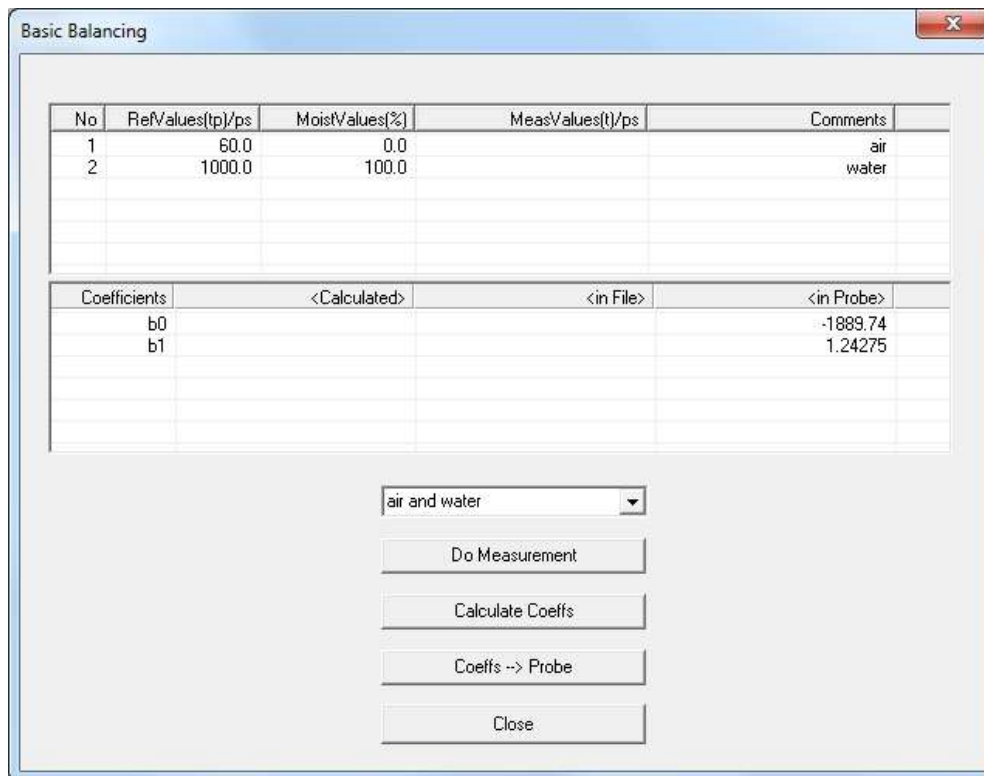 Basic Balancing
No RefValues(tp)/ps MoistValues(%) MeasValues(t)/ps Comments
1 60.0 0.0 air
2 1000.0 100.0 water
Coefficients <Calculated> <in File> <in Probe>
b0 -1889.74
b1 1.24275
air and water
Do Measurement
Calculate Coeffs
Coeffs --> Probe
Close